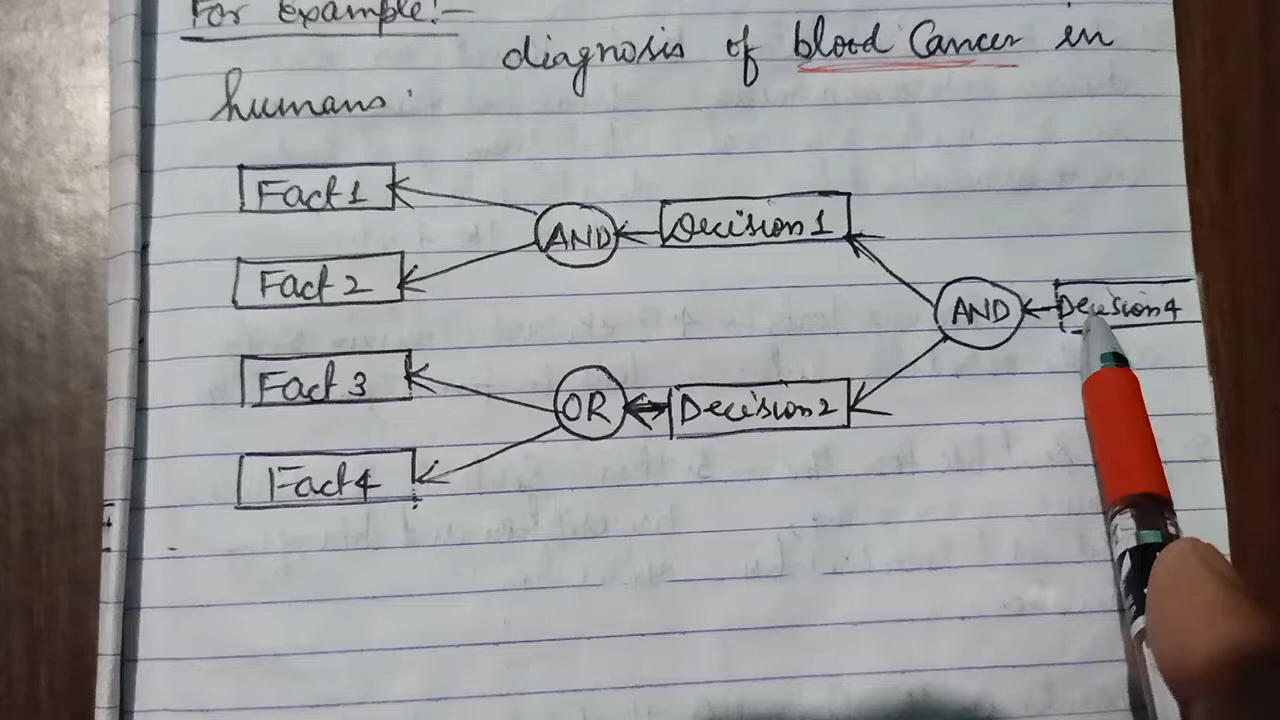 For example:-
diagnosis of blood Cancer in
humans.
Fact 1
Fact 2
AND
Decision 1
Fact 3
Fact 4
OR
Decision 2
AND
Decision 4